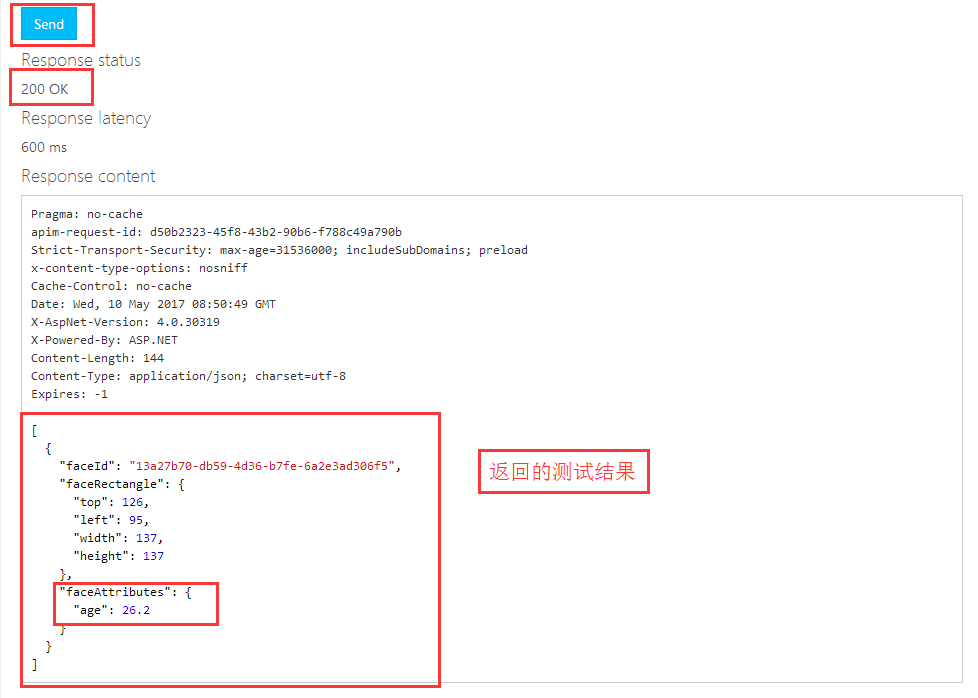 Send
Response status
200 OK
Response latency
600 ms
Response content
Pragma: no-cache
apim-request-id: d50b2323-45f8-43b2-90b6-f788c49a790b
Strict-Transport-Security: max-age=31536000; includeSubDomains; preload
x-content-type-options: nosniff
Cache-Control: no-cache
Date: Wed, 10 May 2017 08:50:49 GMT
X-AspNet-Version: 4.0.30319
X-Powered-By: ASP.NET
Content-Length: 144
Content-Type: application/json; charset=utf-8
Expires: -1
[
  {
    "faceId": "13a27b70-db59-4d36-b7fe-6a2e3ad306f5",
    "faceRectangle": {
      "top": 126,
      "left": 95,
      "width": 137,
      "height": 137
    },
    "faceAttributes": {
      "age": 26.2
    }
  }
]
返回的测试结果